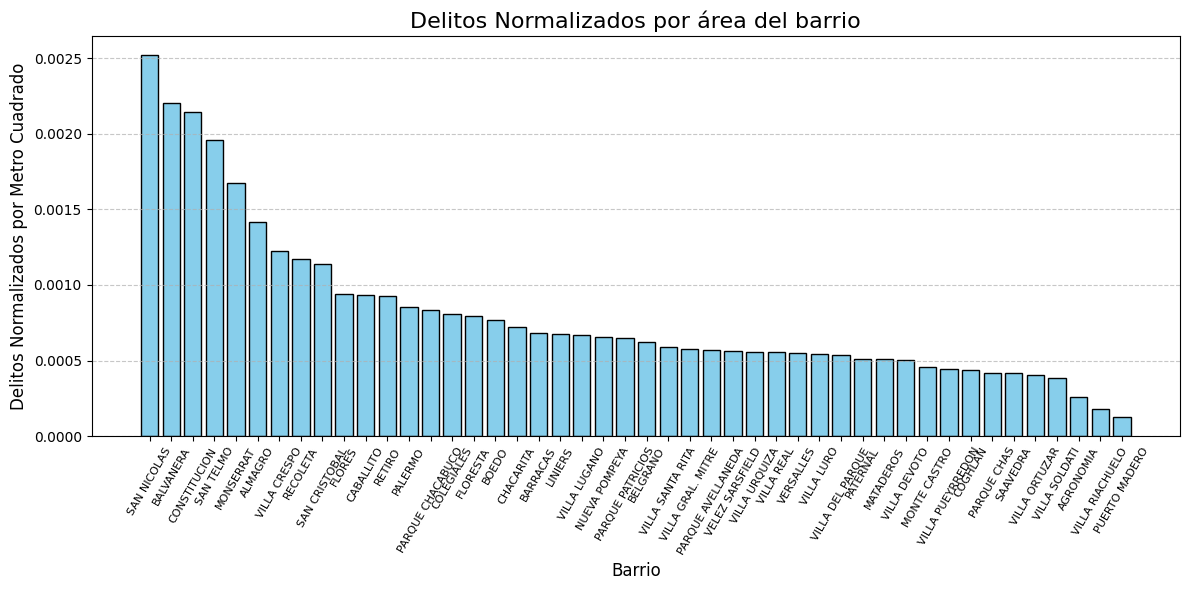 Delitos Normalizados por área del barrio
Delitos Normalizados por Metro Cuadrado
0.0025
0.0020
0.0015
0.0010
0.0005
0.0000
SAN NICOLAS
BALVANERA
CONSTITUCION
SAN TELMO
MONSERRAT
ALMAGRO
VILLA CRESPO
RECOLETA
SAN CRISTOBAL
FLORES
CABALLITO
RETIRO
PALERMO
PARQUE CHACABUCO
COLEGIALES
FLORESTA
BOEDO
CHACARITA
BARRACAS
LINIERS
VILLA LUGANO
NUEVA POMPEYA
PARQUE PATRICIOS
BELGRANO
VILLA SANTA RITA
VILLA GRAL. MITRE
PARQUE AVELLANEDA
VELEZ SARSFIELD
VILLA URQUIZA
VILLA REAL
VERSALLES
VILLA LURO
VILLA DEL PARQUE
PATERNAL
MATADEROS
VILLA DEVOTO
MONTE CASTRO
VILLA PUEYRREDON
COGHLAN
PARQUE CHAS
SAAVEDRA
VILLA ORTUZAR
VILLA SOLDATI
AGRONOMIA
VILLA RIACHUELO
PUERTO MADERO
Barrio